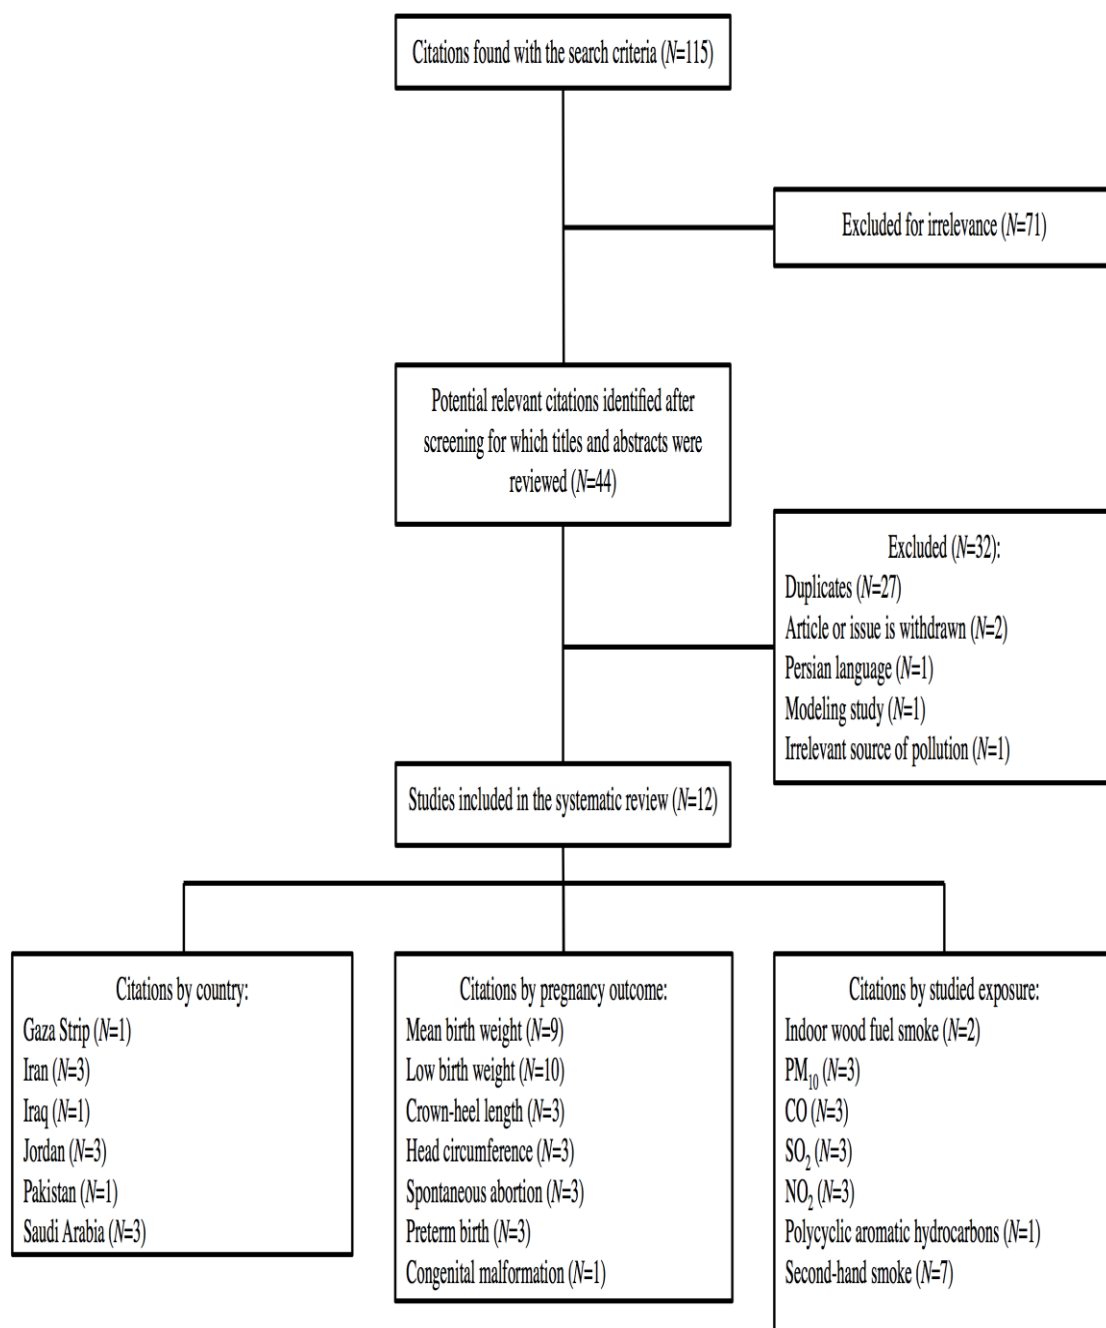 Citations found with the search criteria (N=115)
Excluded for irrelevance (N=71)
Potential relevant citations identified after
screening for which titles and abstracts were
reviewed (N=44)
Excluded (N=32):
Duplicates (N=27)
Article or issue is withdrawn (N=2)
Persian language (N=1)
Modeling study (N=1)
Irrelevant source of pollution (N=1)
Studies included in the systematic review (N=12)
Citations by country:
Gaza Strip (N=1)
Iran (N=3)
Iraq (N=1)
Jordan (N=3)
Pakistan (N=1)
Saudi Arabia (N=3)
Citations by pregnancy outcome:
Mean birth weight (N=9)
Low birth weight (N=10)
Crown-heel length (N=3)
Head circumference (N=3)
Spontaneous abortion (N=3)
Preterm birth (N=3)
Congenital malformation (N=1)
Citations by studied exposure:
Indoor wood fuel smoke (N=2)
PM₁₀ (N=3)
CO (N=3)
SO₂ (N=3)
NO₂ (N=3)
Polycyclic aromatic hydrocarbons (N=1)
Second-hand smoke (N=7)